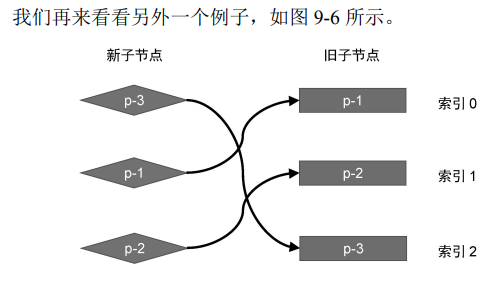 我们再来看看另外一个例子，如图 9-6 所示。
新子节点 旧子节点
p-3 p-1 索引 0
p-1 p-2 索引 1
p-2 p-3 索引 2